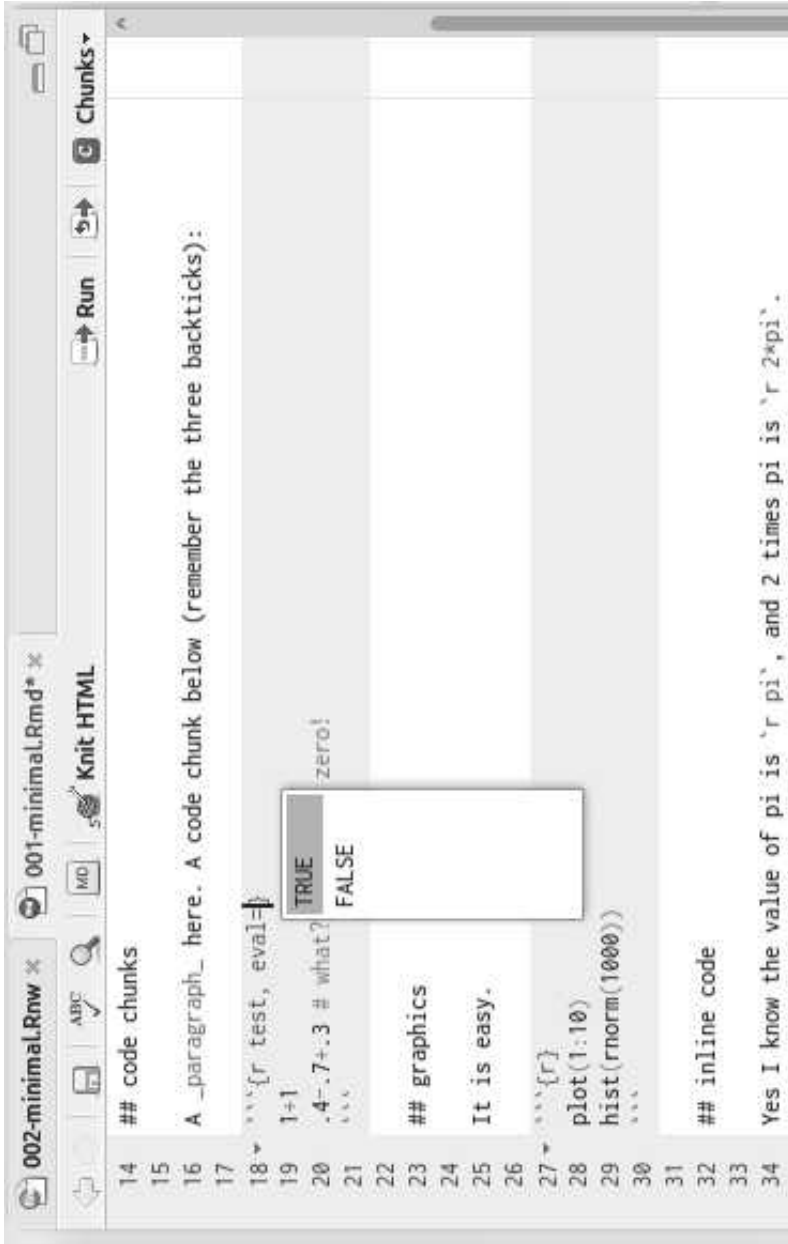 002-minimal.Rnw × 001-minimal.Rmd* ×
ABC MD Knit HTML Run Chunks
14 ## code chunks
15
16 A _paragraph_ here. A code chunk below (remember the three backticks):
17
18 ```{r test, eval=}
19 1+1
20 .4-.7+.3 # what? zero!
21 ```
TRUE
FALSE
22
23 ## graphics
24
25 It is easy.
26
27 ```{r}
28 plot(1:10)
29 hist(rnorm(1000))
30 ```
31
32 ## inline code
33
34 Yes I know the value of pi is `r pi`, and 2 times pi is `r 2*pi`.